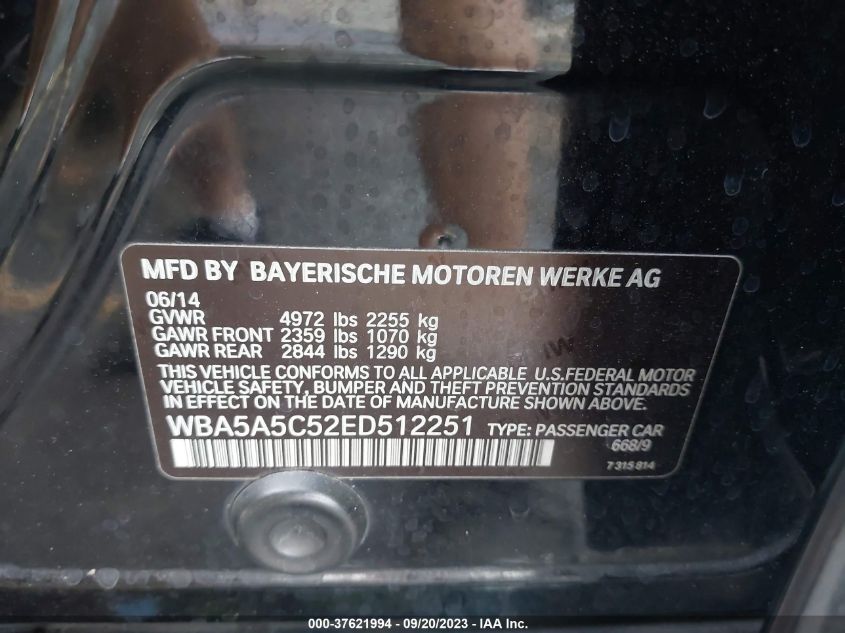 MFD BY BAYERISCHE MOTOREN WERKE AG
06/14
GVWR 4972 lbs 2255 kg
GAWR FRONT 2359 lbs 1070 kg
GAWR REAR 2844 lbs 1290 kg
THIS VEHICLE CONFORMS TO ALL APPLICABLE U.S.FEDERAL MOTOR
VEHICLE SAFETY, BUMPER AND THEFT PREVENTION STANDARDS
IN EFFECT ON THE DATE OF MANUFACTURE SHOWN ABOVE.
WBA5A5C52ED512251 TYPE: PASSENGER CAR
668/9
7 315 814
000-37621994 - 09/20/2023 - IAA Inc.